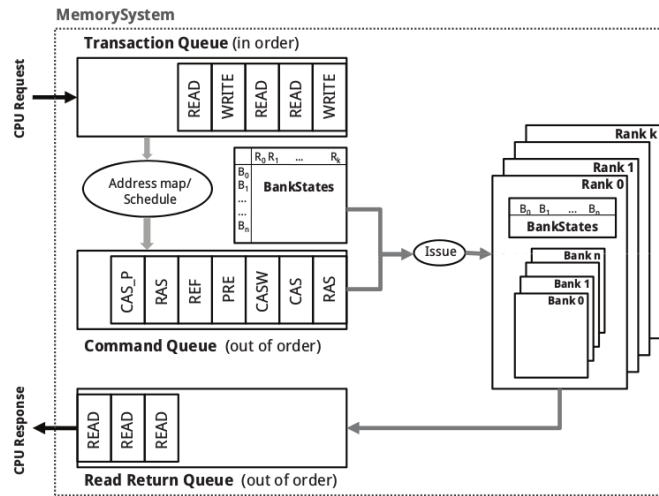 MemorySystem
Transaction Queue (in order)
CPU Request
READ
WRITE
READ
READ
WRITE
Address map/
Schedule
R0 R1 ... Rk
B0
B1
...
...
Bn
BankStates
Issue
Rank k
Rank 1
Rank 0
B0 B1 ... Bn
BankStates
Bank n
Bank 1
Bank 0
CAS_P
RAS
REF
PRE
CASW
CAS
RAS
Command Queue (out of order)
CPU Response
READ
READ
READ
Read Return Queue (out of order)